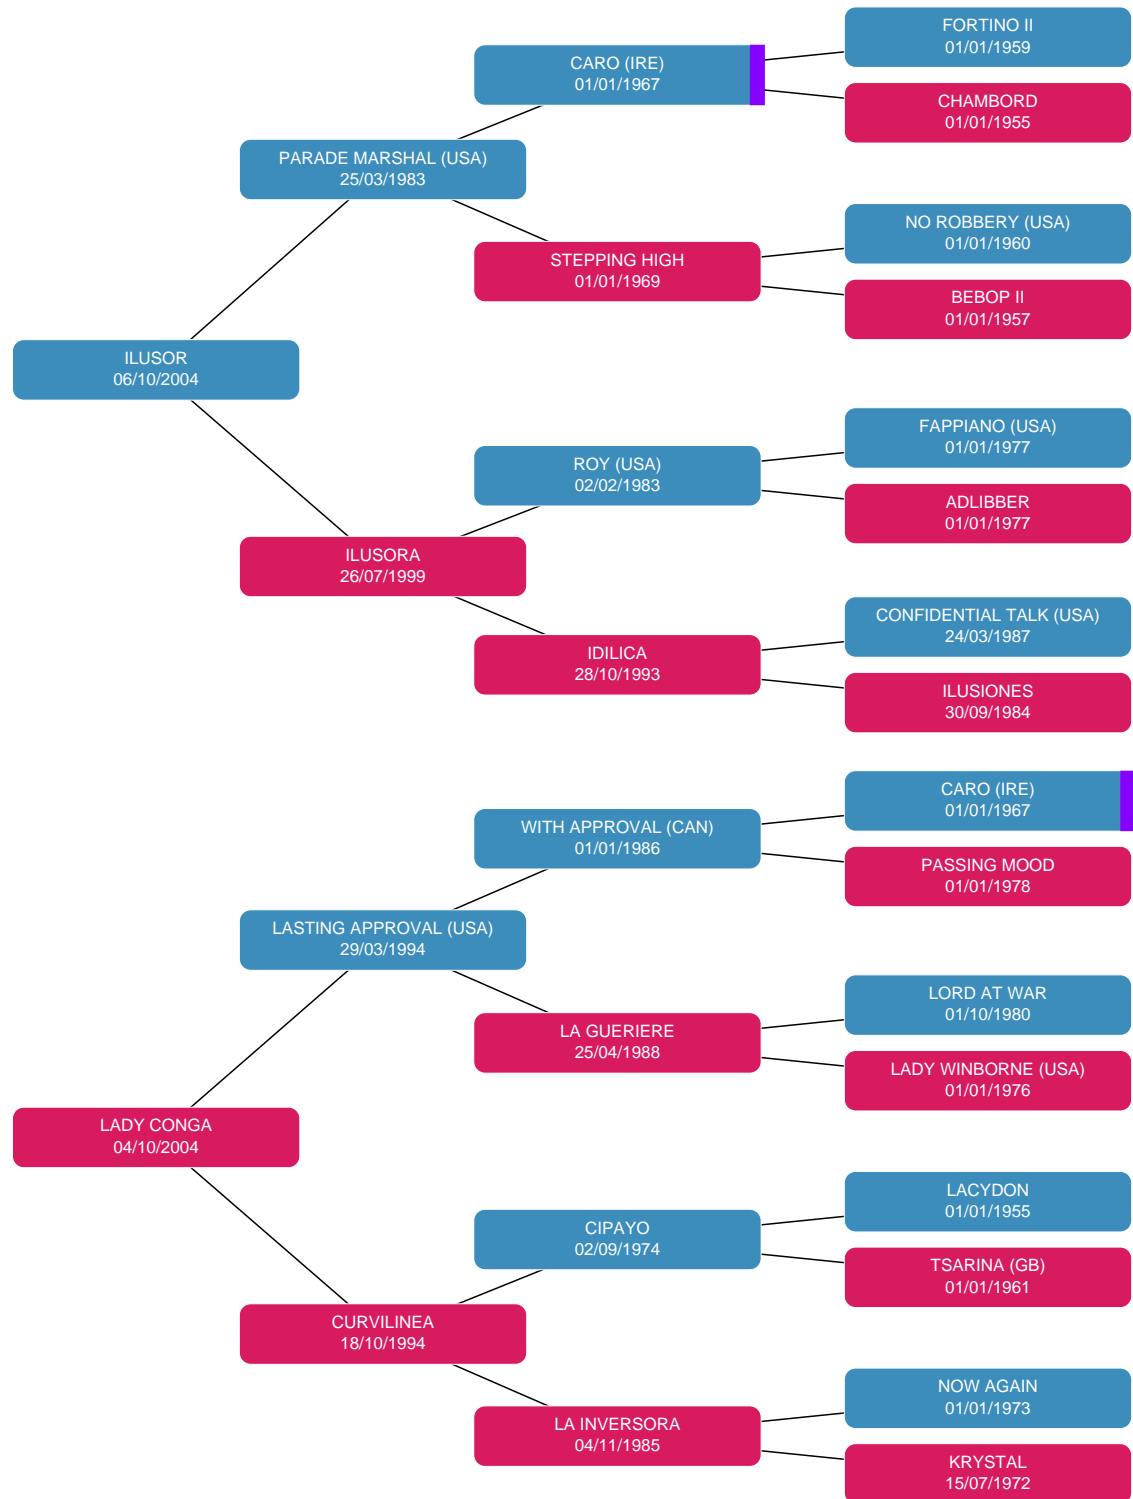 FORTINO II
01/01/1959
CARO (IRE)
01/01/1967
CHAMBORD
01/01/1955
PARADE MARSHAL (USA)
25/03/1983
NO ROBBERY (USA)
01/01/1960
STEPPING HIGH
01/01/1969
BEBOP II
01/01/1957
ILUSOR
06/10/2004
FAPPIANO (USA)
01/01/1977
ROY (USA)
02/02/1983
ADLIBBER
01/01/1977
ILUSORA
26/07/1999
CONFIDENTIAL TALK (USA)
24/03/1987
IDILICA
28/10/1993
ILUSIONES
30/09/1984
CARO (IRE)
01/01/1967
WITH APPROVAL (CAN)
01/01/1986
PASSING MOOD
01/01/1978
LASTING APPROVAL (USA)
29/03/1994
LORD AT WAR
01/10/1980
LA GUERIERE
25/04/1988
LADY WINBORNE (USA)
01/01/1976
LADY CONGA
04/10/2004
LACYDON
01/01/1955
CIPAYO
02/09/1974
TSARINA (GB)
01/01/1961
CURVILINEA
18/10/1994
NOW AGAIN
01/01/1973
LA INVERSORA
04/11/1985
KRYSTAL
15/07/1972